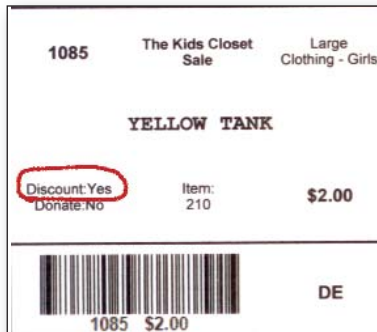 1085
The Kids Closet
Sale
Large
Clothing - Girls
YELLOW TANK
Discount:Yes
Donate:No
Item:
210
$2.00
1085 $2.00
DE